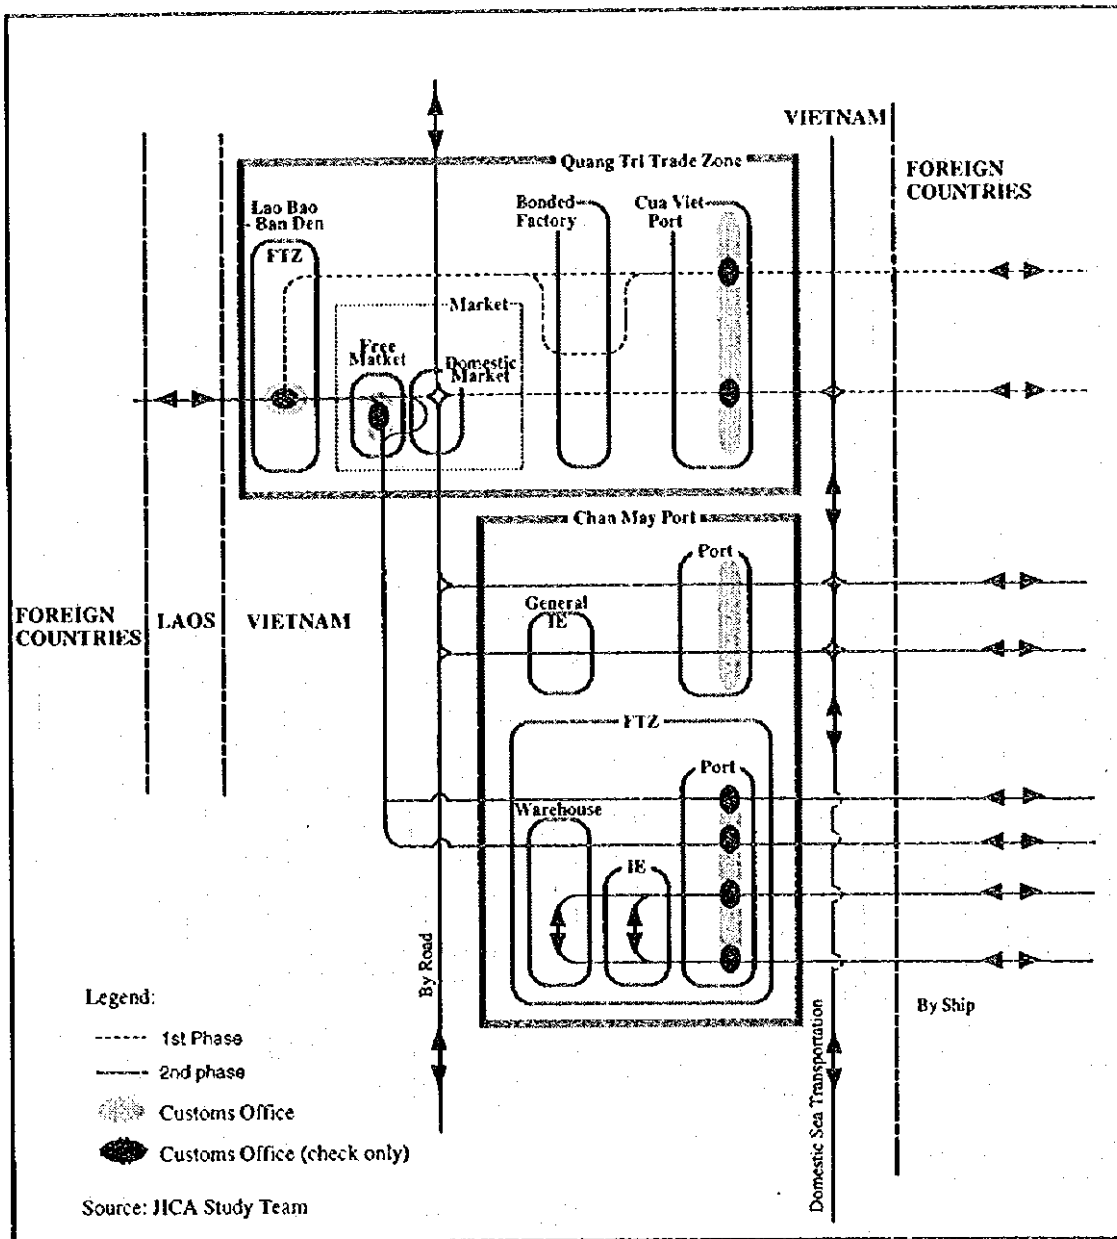 VIETNAM
Quang Tri Trade Zone
FOREIGN
COUNTRIES
Lao Bao
Ban Den
FTZ
Bonded
Factory
Cua Viet
Port
Market
Free
Matket
Domestic
Market
Chan May Port
Port
General
IE
FOREIGN
COUNTRIES
LAOS
VIETNAM
FTZ
Port
Warehouse
IE
By Road
Domestic Sea Transportation
By Ship
Legend:
1st Phase
2nd phase
Customs Office
Customs Office (check only)
Source: JICA Study Team